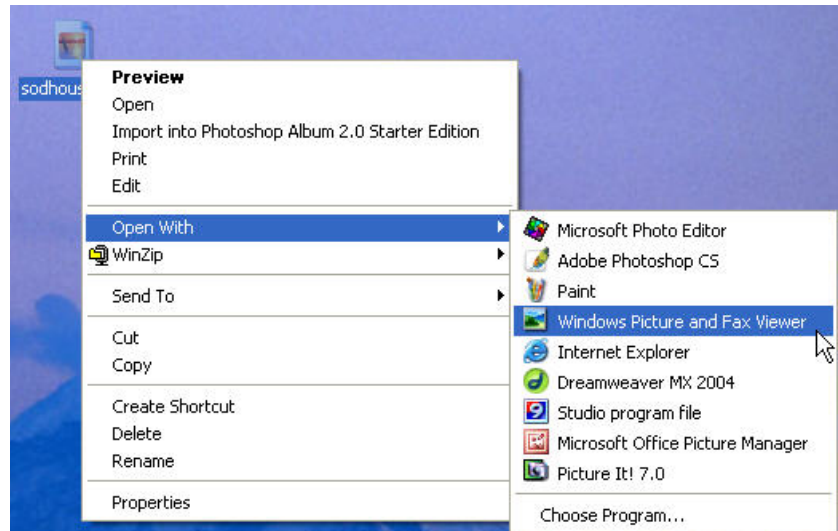 sodhous
Preview
Open
Import into Photoshop Album 2.0 Starter Edition
Print
Edit
Open With
WinZip
Send To
Cut
Copy
Create Shortcut
Delete
Rename
Properties
Microsoft Photo Editor
Adobe Photoshop CS
Paint
Windows Picture and Fax Viewer
Internet Explorer
Dreamweaver MX 2004
Studio program file
Microsoft Office Picture Manager
Picture It! 7.0
Choose Program...